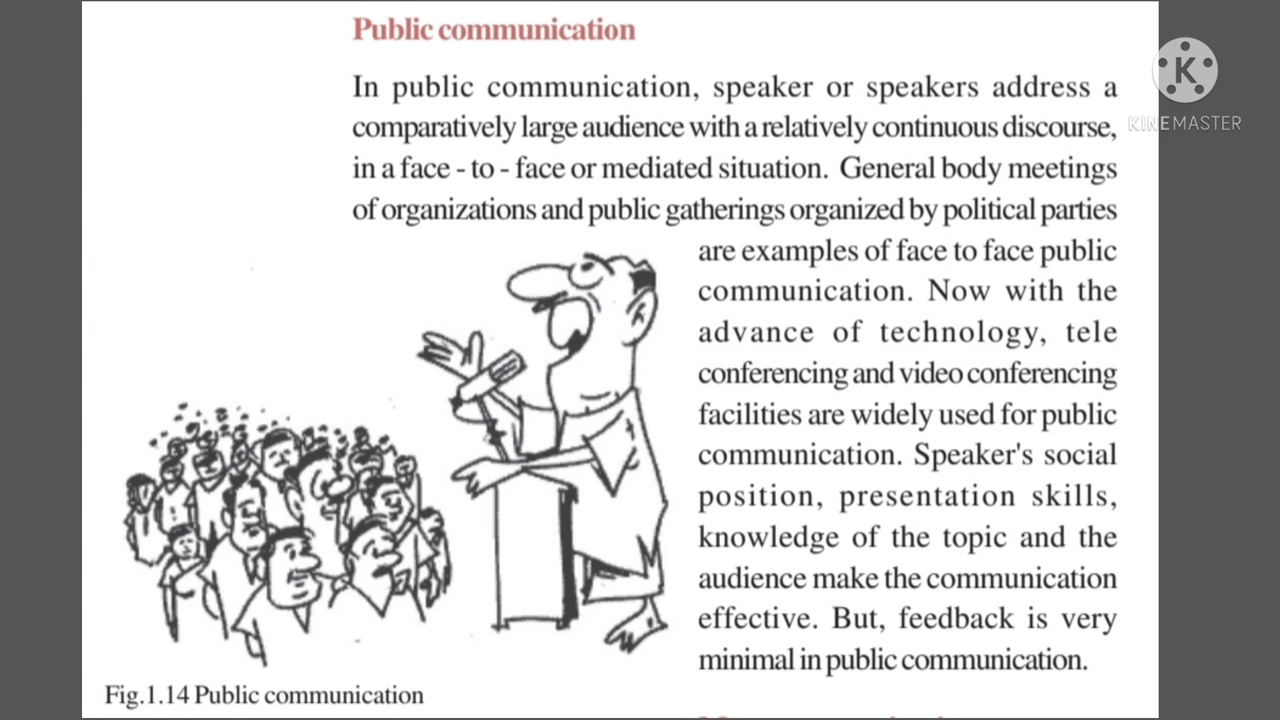 Public communication
In public communication, speaker or speakers address a
comparatively large audience with a relatively continuous discourse,
in a face - to - face or mediated situation. General body meetings
of organizations and public gatherings organized by political parties
are examples of face to face public
communication. Now with the
advance of technology, tele
conferencing and video conferencing
facilities are widely used for public
communication. Speaker's social
position, presentation skills,
knowledge of the topic and the
audience make the communication
effective. But, feedback is very
minimal in public communication.
Fig.1.14 Public communication
K
KINEMASTER